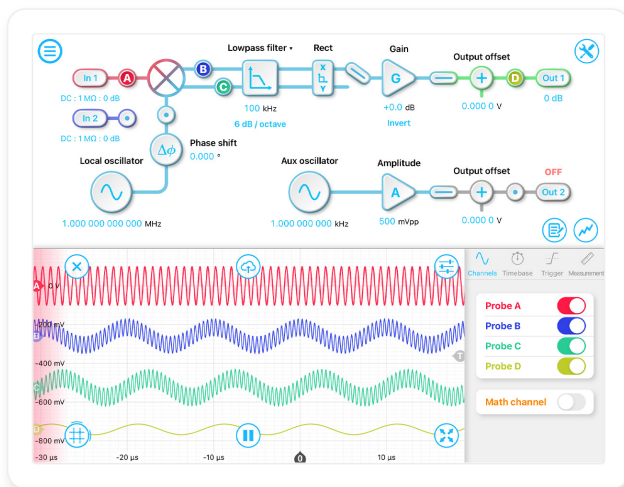 Lowpass filter ▾
Rect
Gain
Output offset
In 1
A
B
C
X
Y
G
D
Out 1
DC : 1 MΩ : 0 dB
100 kHz
+0.0 dB
0.000 0 V
0 dB
In 2
6 dB / octave
Invert
DC : 1 MΩ : 0 dB
Δϕ
Phase shift
0.000 °
Local oscillator
Aux oscillator
Amplitude
Output offset
OFF
A
Out 2
1.000 000 000 000 MHz
1.000 000 000 000 kHz
500 mVpp
0.000 0 V
Channels
Timebase
Trigger
Measurement
A
0 V
Probe A
-200 mV
Probe B
T
-400 mV
Probe C
Probe D
-600 mV
Math channel
-800 mV
-30 µs
-20 µs
-10 µs
0
10 µs